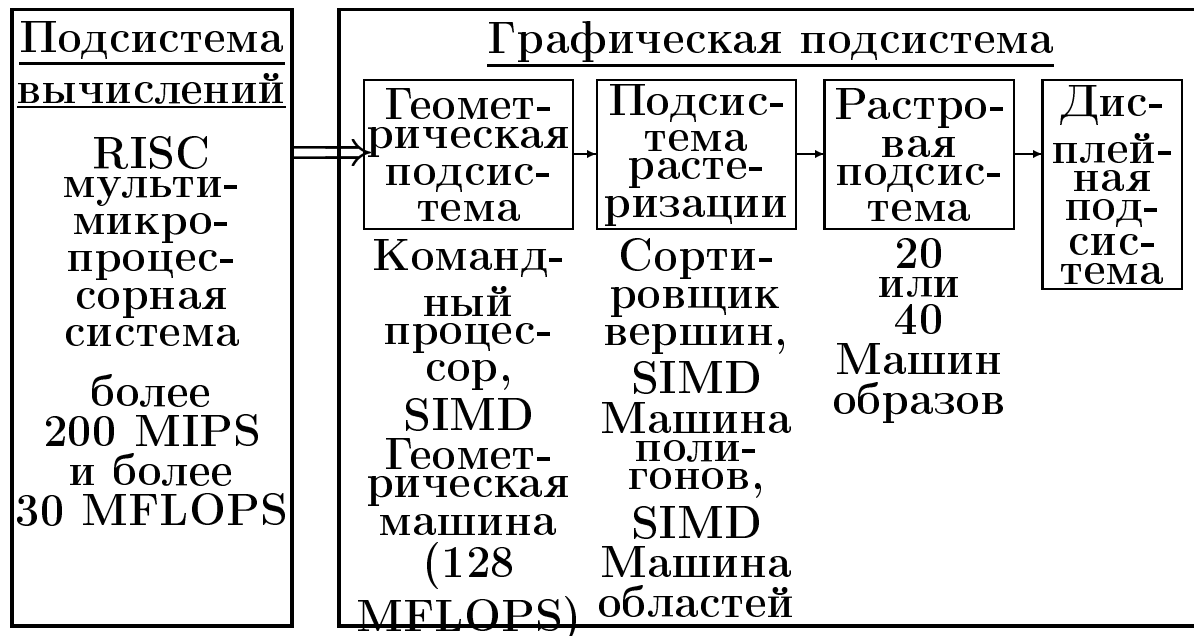 Подсистема
вычислений
RISC
мульти-
микро-
процес-
сорная
система
более
200 MIPS
и более
30 MFLOPS
Графическая подсистема
Геомет-
рическая
подсис-
тема
Команд-
ный
процес-
сор,
SIMD
Геомет-
рическая
машина
(128
MFLOPS)
Подсис-
тема
расте-
ризации
Сорти-
ровщик
вершин,
SIMD
Машина
поли-
гонов,
SIMD
Машина
областей
Растро-
вая
подсис-
тема
20
или
40
Машин
образов
Дис-
плей-
ная
под-
сис-
тема